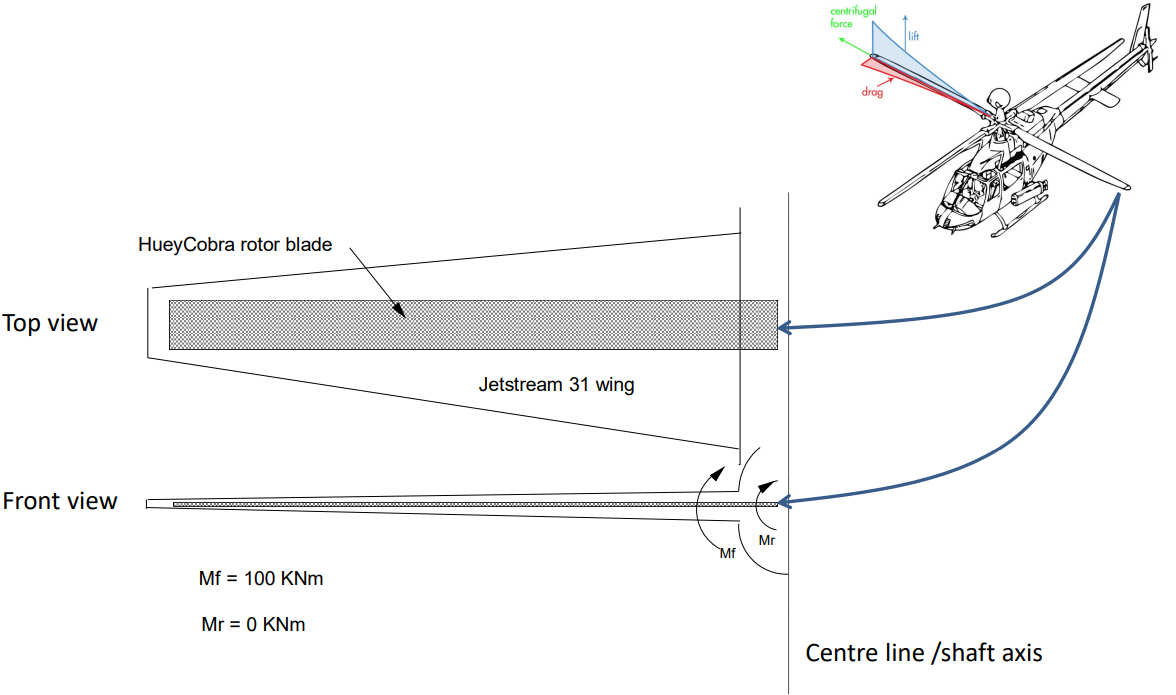 centrifugal
force
lift
drag
HueyCobra rotor blade
Top view
Jetstream 31 wing
Front view
Mf
Mr
Mf = 100 KNm
Mr = 0 KNm
Centre line /shaft axis